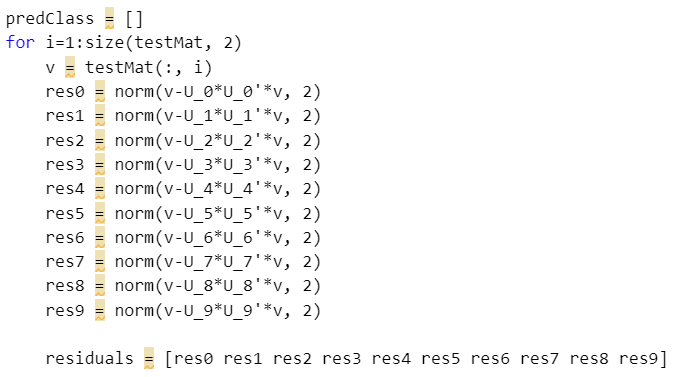 predClass = []
for i=1:size(testMat, 2)
    v = testMat(:, i)
    res0 = norm(v-U_0*U_0'*v, 2)
    res1 = norm(v-U_1*U_1'*v, 2)
    res2 = norm(v-U_2*U_2'*v, 2)
    res3 = norm(v-U_3*U_3'*v, 2)
    res4 = norm(v-U_4*U_4'*v, 2)
    res5 = norm(v-U_5*U_5'*v, 2)
    res6 = norm(v-U_6*U_6'*v, 2)
    res7 = norm(v-U_7*U_7'*v, 2)
    res8 = norm(v-U_8*U_8'*v, 2)
    res9 = norm(v-U_9*U_9'*v, 2)
    residuals = [res0 res1 res2 res3 res4 res5 res6 res7 res8 res9]